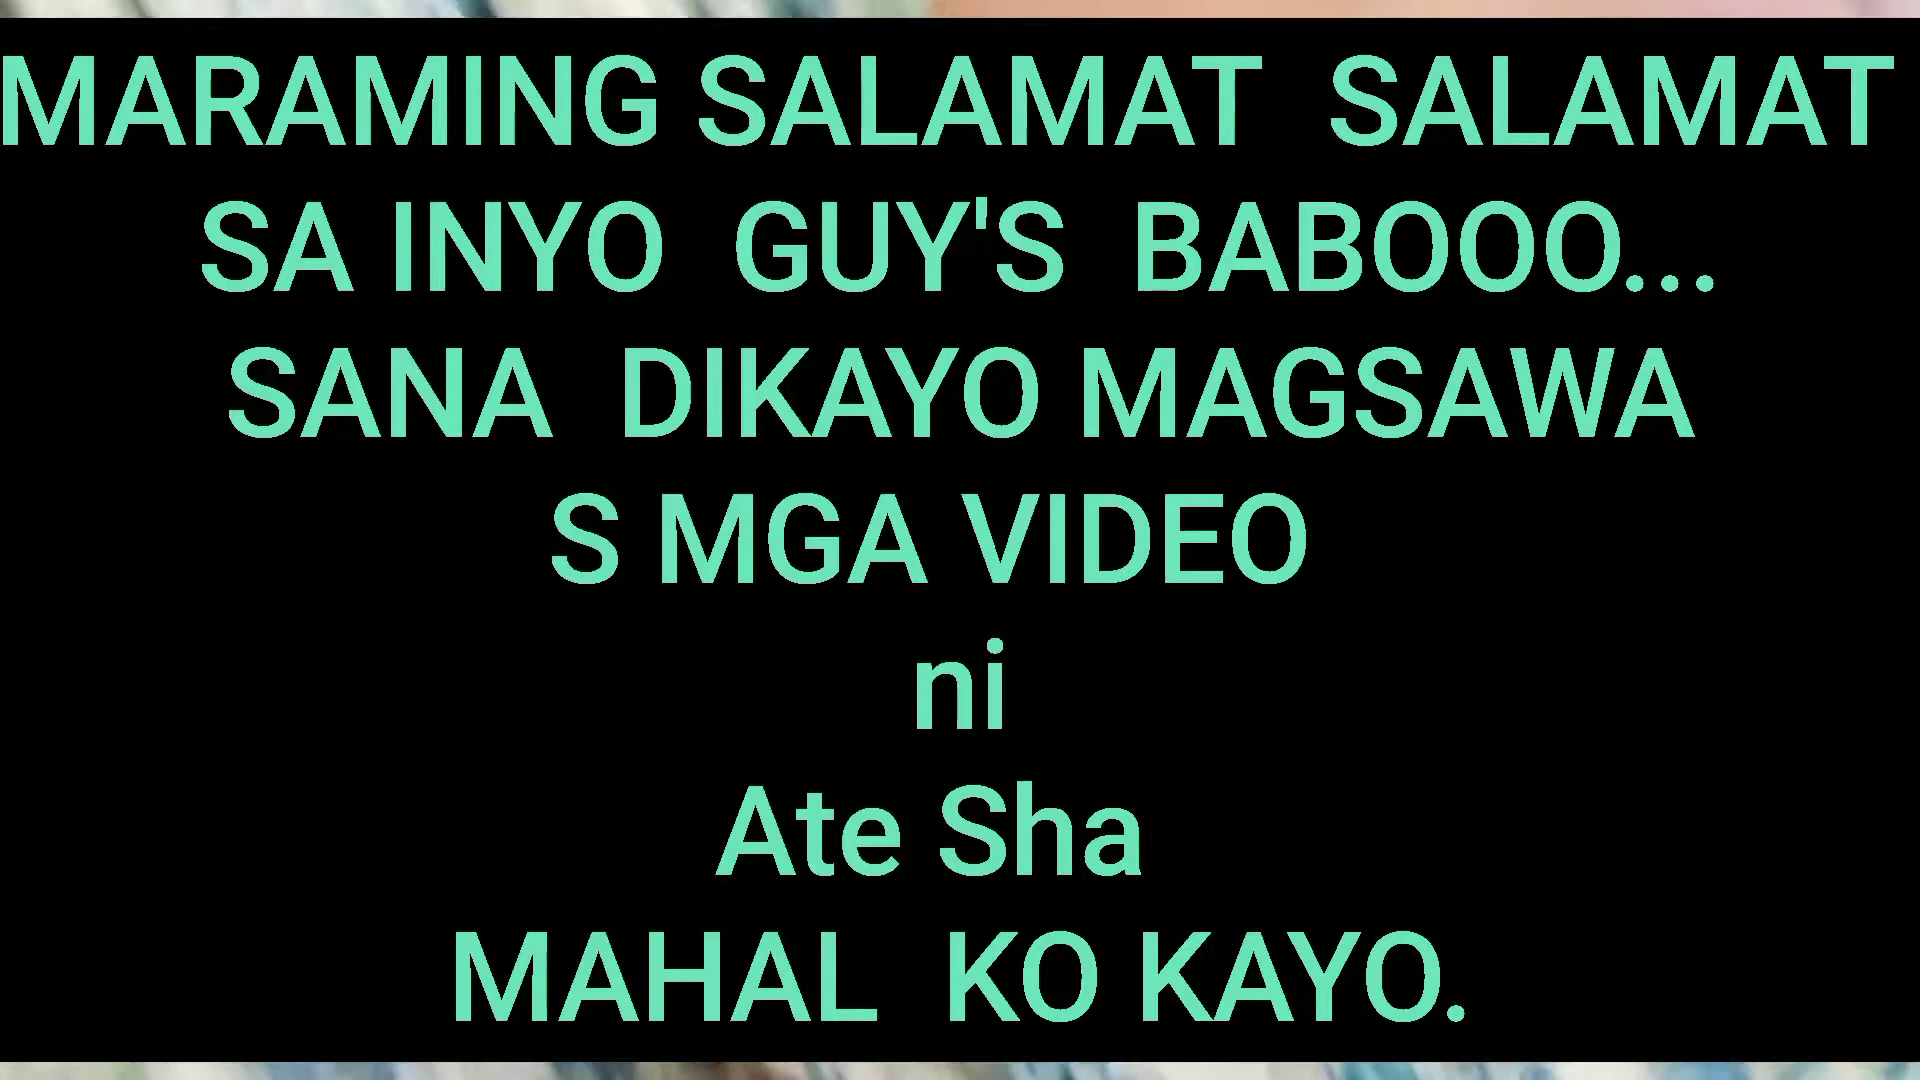 MARAMING SALAMAT SALAMAT
SA INYO GUY'S BABOOO...
SANA DIKAYO MAGSAWA
S MGA VIDEO
ni
Ate Sha
MAHAL KO KAYO.